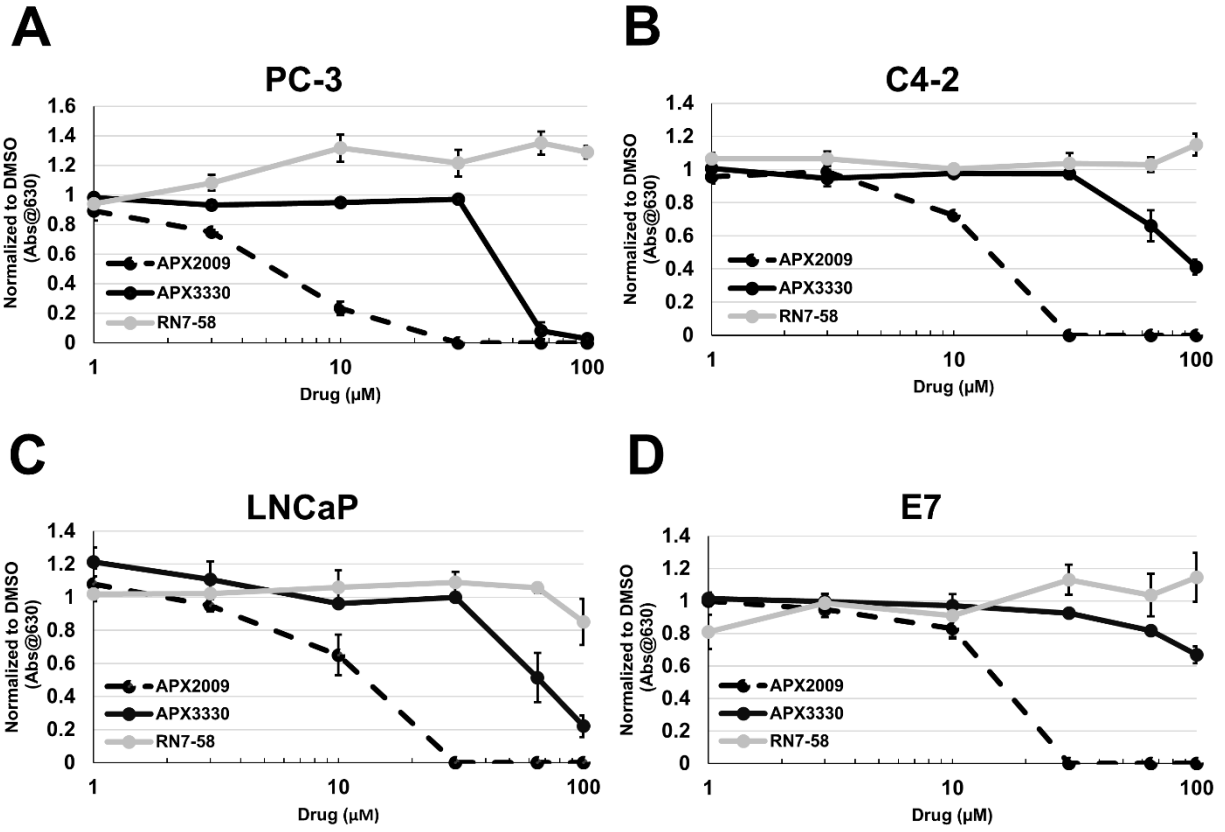 A
PC-3
Normalized to DMSO
(Abs@630)
1.6
1.4
1.2
1
0.8
0.6
0.4
0.2
0
APX2009
APX3330
RN7-58
1
10
100
Drug (µM)
B
C4-2
Normalized to DMSO
(Abs@630)
1.4
1.2
1
0.8
0.6
0.4
0.2
0
APX2009
APX3330
RN7-58
1
10
100
Drug (µM)
C
LNCaP
Normalized to DMSO
(Abs@630)
1.4
1.2
1
0.8
0.6
0.4
0.2
0
APX2009
APX3330
RN7-58
1
10
100
Drug (µM)
D
E7
Normalized to DMSO
(Abs@630)
1.4
1.2
1
0.8
0.6
0.4
0.2
0
APX2009
APX3330
RN7-58
1
10
100
Drug (µM)